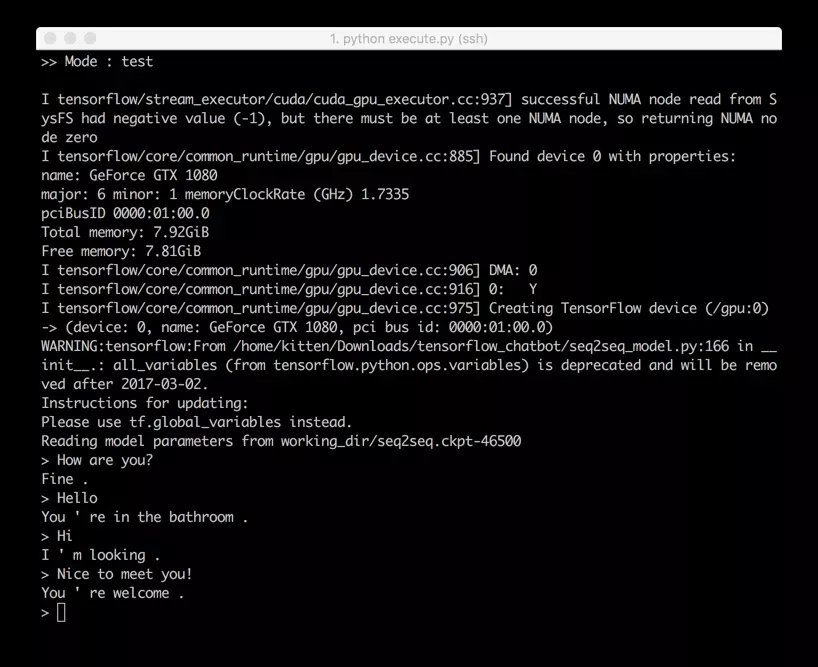 1. python execute.py (ssh)
>> Mode : test
I tensorflow/stream_executor/cuda/cuda_gpu_executor.cc:937] successful NUMA node read from S
ysFS had negative value (-1), but there must be at least one NUMA node, so returning NUMA no
de zero
I tensorflow/core/common_runtime/gpu/gpu_device.cc:885] Found device 0 with properties:
name: GeForce GTX 1080
major: 6 minor: 1 memoryClockRate (GHz) 1.7335
pciBusID 0000:01:00.0
Total memory: 7.92GiB
Free memory: 7.81GiB
I tensorflow/core/common_runtime/gpu/gpu_device.cc:906] DMA: 0
I tensorflow/core/common_runtime/gpu/gpu_device.cc:916] 0:   Y
I tensorflow/core/common_runtime/gpu/gpu_device.cc:975] Creating TensorFlow device (/gpu:0)
-> (device: 0, name: GeForce GTX 1080, pci bus id: 0000:01:00.0)
WARNING:tensorflow:From /home/kitten/Downloads/tensorflow_chatbot/seq2seq_model.py:166 in __
init__.: all_variables (from tensorflow.python.ops.variables) is deprecated and will be remo
ved after 2017-03-02.
Instructions for updating:
Please use tf.global_variables instead.
Reading model parameters from working_dir/seq2seq.ckpt-46500
> How are you?
Fine .
> Hello
You ' re in the bathroom .
> Hi
I ' m looking .
> Nice to meet you!
You ' re welcome .
>